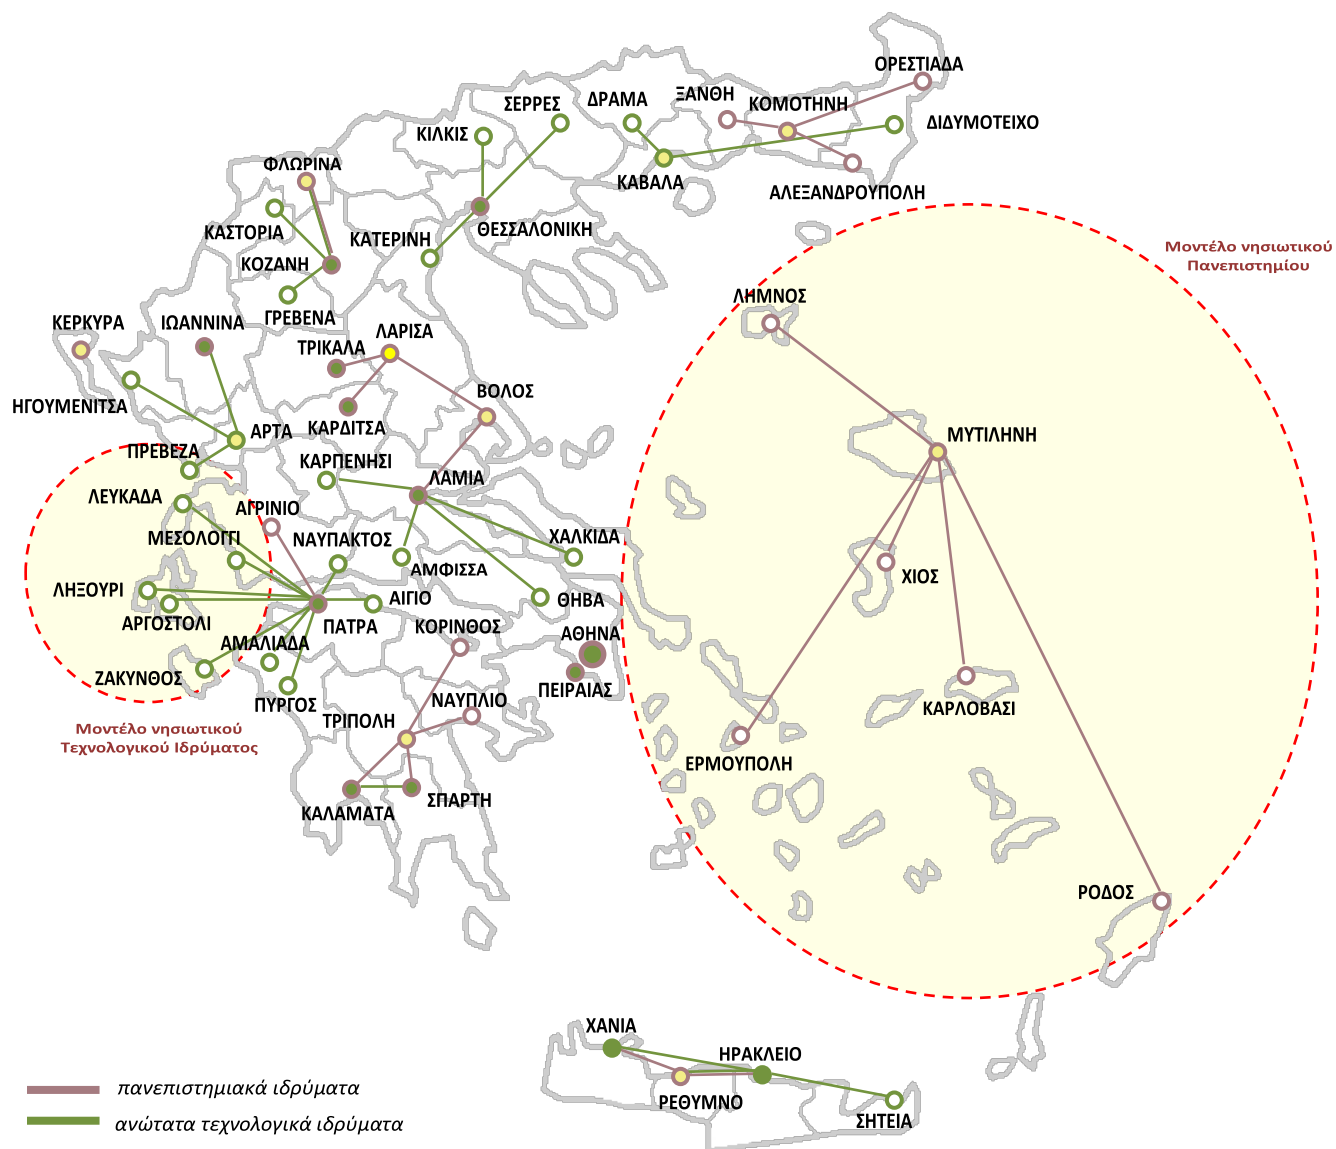 ΟΡΕΣΤΙΑΔΑ
ΞΑΝΘΗ
ΔΡΑΜΑ
ΣΕΡΡΕΣ
ΚΟΜΟΤΗΝΗ
ΔΙΔΥΜΟΤΕΙΧΟ
ΚΙΛΚΙΣ
ΦΛΩΡΙΝΑ
ΚΑΒΑΛΑ
ΑΛΕΞΑΝΔΡΟΥΠΟΛΗ
ΚΑΣΤΟΡΙΑ
ΚΑΤΕΡΙΝΗ
ΘΕΣΣΑΛΟΝΙΚΗ
Μοντέλο νησιωτικού
Πανεπιστημίου
ΚΟΖΑΝΗ
ΛΗΜΝΟΣ
ΓΡΕΒΕΝΑ
ΚΕΡΚΥΡΑ
ΙΩΑΝΝΙΝΑ
ΛΑΡΙΣΑ
ΤΡΙΚΑΛΑ
ΒΟΛΟΣ
ΗΓΟΥΜΕΝΙΤΣΑ
ΚΑΡΔΙΤΣΑ
ΑΡΤΑ
ΜΥΤΙΛΗΝΗ
ΠΡΕΒΕΖΑ
ΚΑΡΠΕΝΗΣΙ
ΛΑΜΙΑ
ΛΕΥΚΑΔΑ
ΑΓΡΙΝΙΟ
ΜΕΣΟΛΟΓΓΙ
ΝΑΥΠΑΚΤΟΣ
ΧΑΛΚΙΔΑ
ΑΜΦΙΣΣΑ
ΧΙΟΣ
ΛΗΞΟΥΡΙ
ΑΙΓΙΟ
ΘΗΒΑ
ΑΡΓΟΣΤΟΛΙ
ΠΑΤΡΑ
ΚΟΡΙΝΘΟΣ
ΑΘΗΝΑ
ΑΜΑΛΙΑΔΑ
ΖΑΚΥΝΘΟΣ
ΠΕΙΡΑΙΑΣ
ΠΥΡΓΟΣ
ΝΑΥΠΛΙΟ
ΚΑΡΛΟΒΑΣΙ
ΤΡΙΠΟΛΗ
Μοντέλο νησιωτικού
Τεχνολογικού Ιδρύματος
ΕΡΜΟΥΠΟΛΗ
ΣΠΑΡΤΗ
ΚΑΛΑΜΑΤΑ
ΡΟΔΟΣ
ΧΑΝΙΑ
ΗΡΑΚΛΕΙΟ
ΡΕΘΥΜΝΟ
ΣΗΤΕΙΑ
πανεπιστημιακά ιδρύματα
ανώτατα τεχνολογικά ιδρύματα